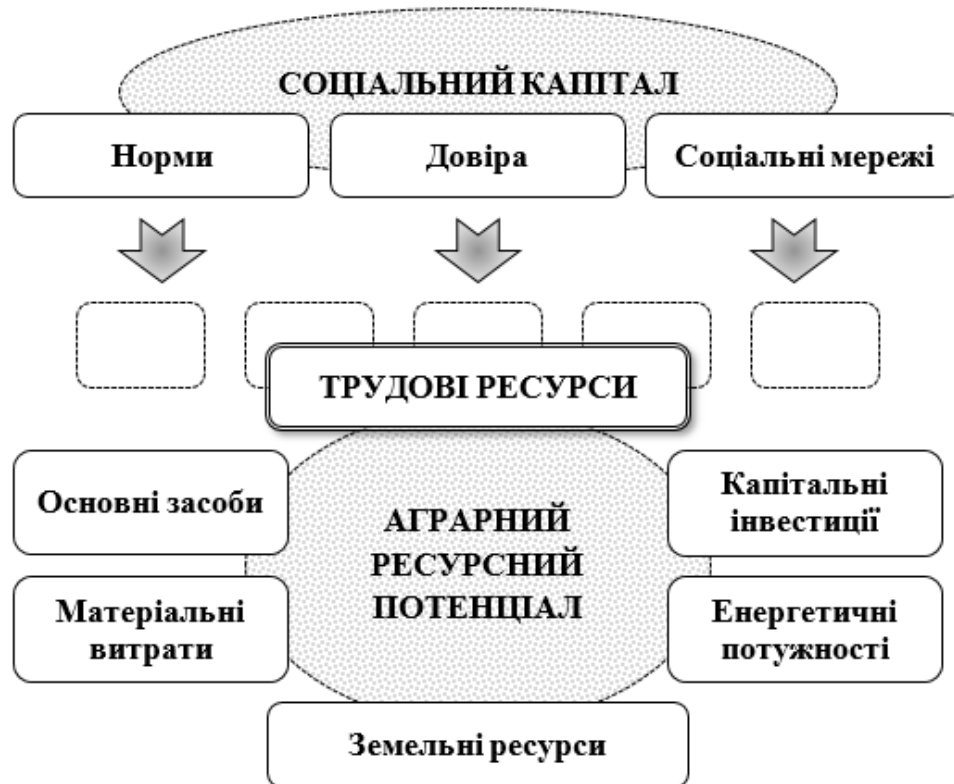 СОЦІАЛЬНИЙ КАПІТАЛ
Норми
Довіра
Соціальні мережі
ТРУДОВІ РЕСУРСИ
Основні засоби
Капітальні
інвестиції
АГРАРНИЙ
РЕСУРСНИЙ
ПОТЕНЦІАЛ
Матеріальні
витрати
Енергетичні
потужності
Земельні ресурси